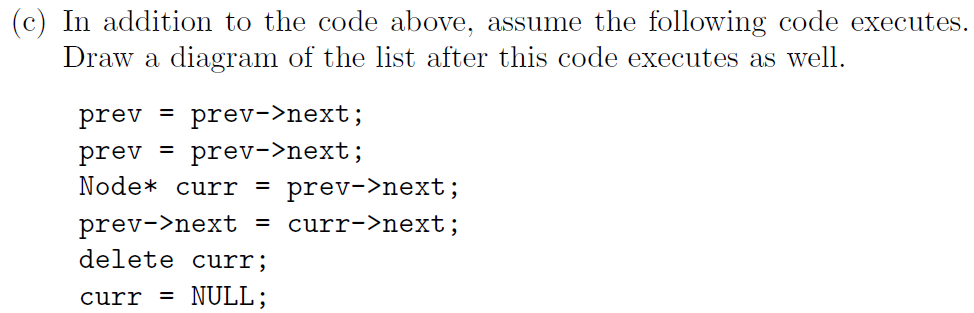 (c) In addition to the code above, assume the following code executes.
Draw a diagram of the list after this code executes as well.
prev = prev->next;
prev = prev->next;
Node* curr = prev->next;
prev->next = curr->next;
delete curr;
curr = NULL;